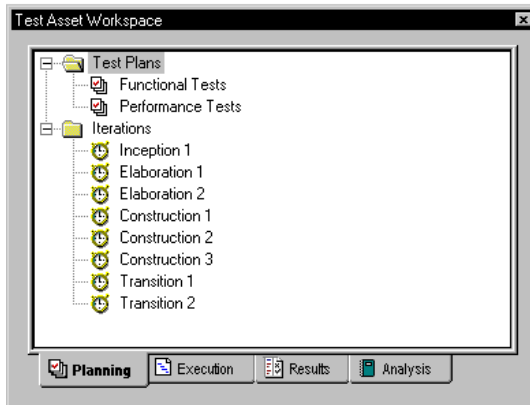 Test Asset Workspace
Test Plans
Functional Tests
Performance Tests
Iterations
Inception 1
Elaboration 1
Elaboration 2
Construction 1
Construction 2
Construction 3
Transition 1
Transition 2
Planning Execution Results Analysis